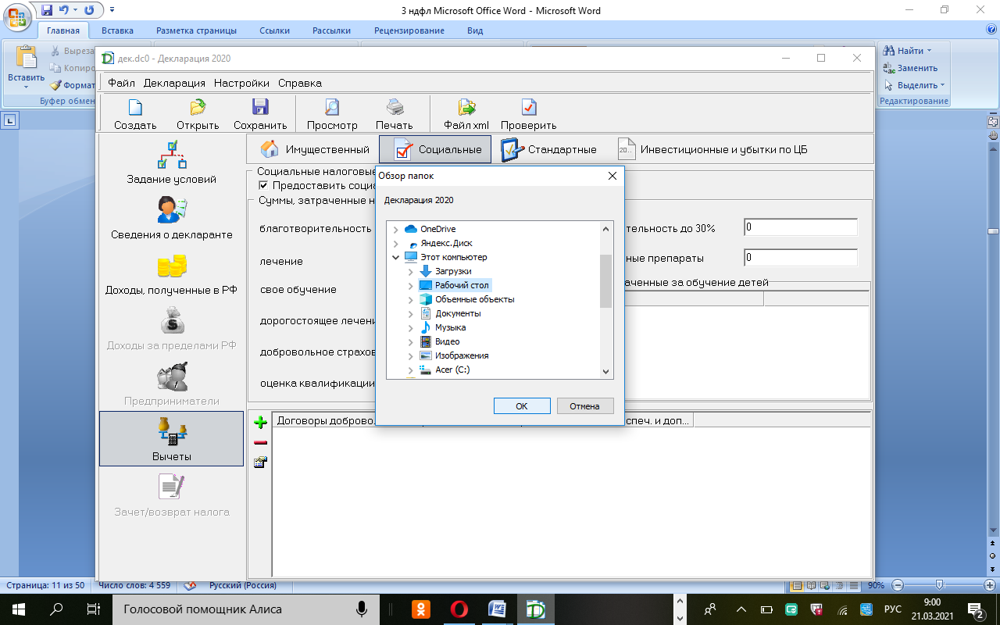 3 ндфл Microsoft Office Word - Microsoft Word
Главная Вставка Разметка страницы Ссылки Рассылки Рецензирование Вид
Вставить
Выреза
Копиро
Формат
Буфер обмен
Найти
Заменить
Выделить
Редактирование
дек.dc0 - Декларация 2020
Файл Декларация Настройки Справка
Создать Открыть Сохранить Просмотр Печать Файл xml Проверить
Имущественный Социальные Стандартные Инвестиционные и убытки по ЦБ
Задание условий
Сведения о декларанте
Доходы, полученные в РФ
Доходы за пределами РФ
Предприниматели
Вычеты
Зачет/возврат налога
Социальные налоговые
Предоставить социа
Суммы, затраченные н
благотворительность
тельность до 30% 0
лечение
ные препараты 0
свое обучение
аченные за обучение детей
дорогостоящее лечени
добровольное страхов
оценка квалификации
Обзор папок
Декларация 2020
OneDrive
Яндекс.Диск
Этот компьютер
Загрузки
Рабочий стол
Объемные объекты
Документы
Музыка
Видео
Изображения
Acer (C:)
ОК Отмена
Договоры доброво. спеч. и доп...
Страница: 11 из 50 Число слов: 4 559 Русский (Россия) 90%
Голосовой помощник Алиса
РУС
9:00
21.03.2021
2